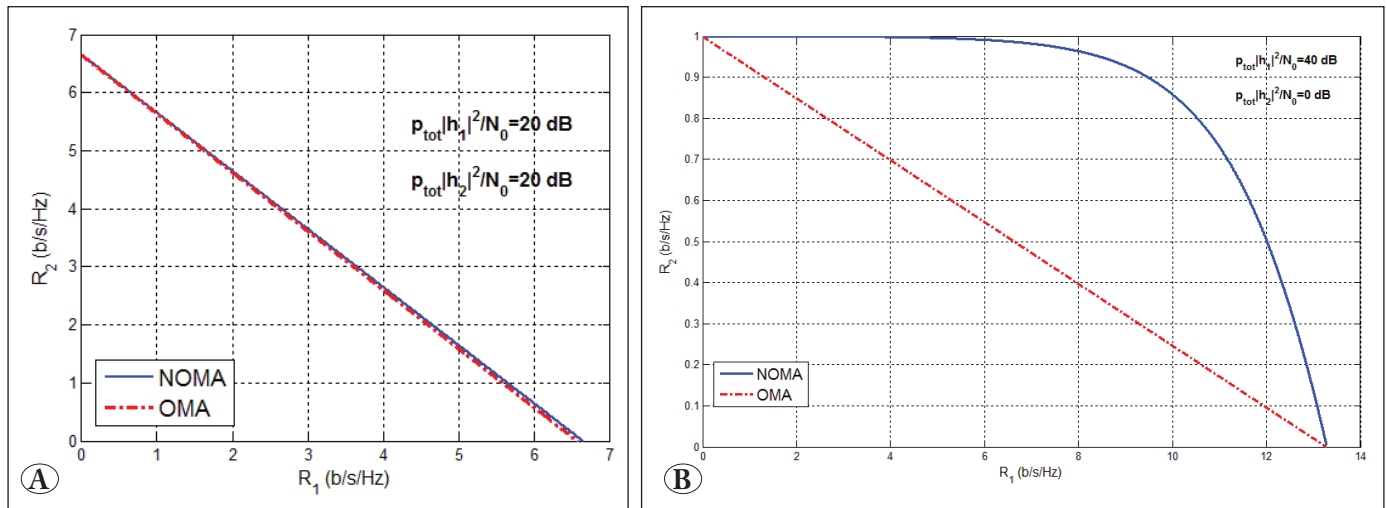 7
6
5
4
3
2
1
0
R2 (b/s/Hz)
ptot|h1|²/N0=20 dB
ptot|h2|²/N0=20 dB
NOMA
OMA
0 1 2 3 4 5 6 7
R1 (b/s/Hz)
A
1
0.9
0.8
0.7
0.6
0.5
0.4
0.3
0.2
0.1
0
R2 (b/s/Hz)
ptot|h1|²/N0=40 dB
ptot|h2|²/N0=0 dB
NOMA
OMA
0 2 4 6 8 10 12 14
R1 (b/s/Hz)
B